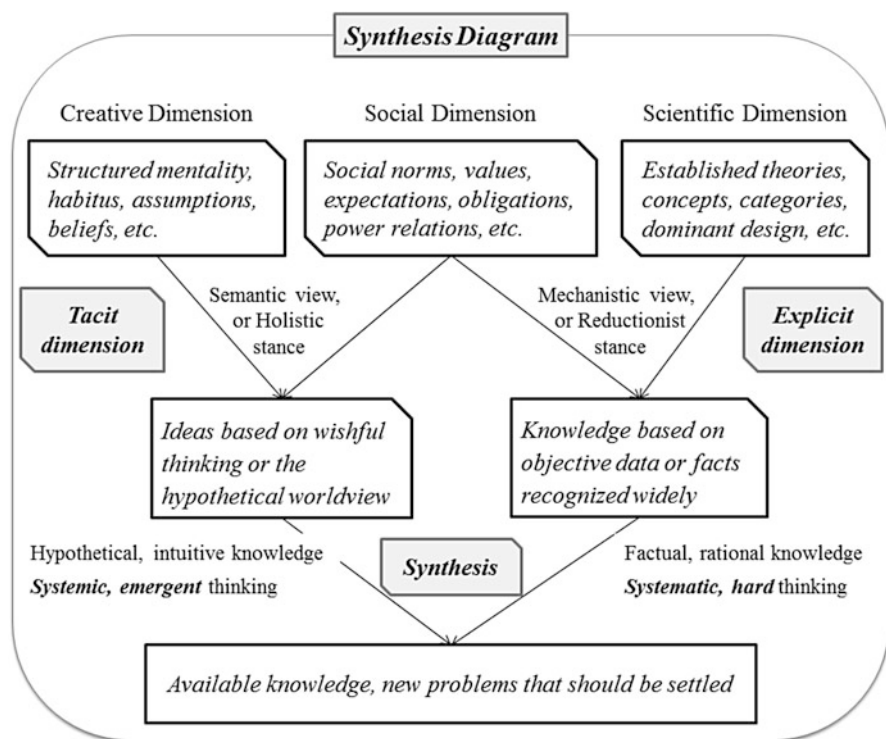 Synthesis Diagram
Creative Dimension
Social Dimension
Scientific Dimension
Structured mentality,
habitus, assumptions,
beliefs, etc.
Social norms, values,
expectations, obligations,
power relations, etc.
Established theories,
concepts, categories,
dominant design, etc.
Tacit
dimension
Semantic view,
or Holistic
stance
Mechanistic view,
or Reductionist
stance
Explicit
dimension
Ideas based on wishful
thinking or the
hypothetical worldview
Knowledge based on
objective data or facts
recognized widely
Hypothetical, intuitive knowledge
Systemic, emergent thinking
Synthesis
Factual, rational knowledge
Systematic, hard thinking
Available knowledge, new problems that should be settled